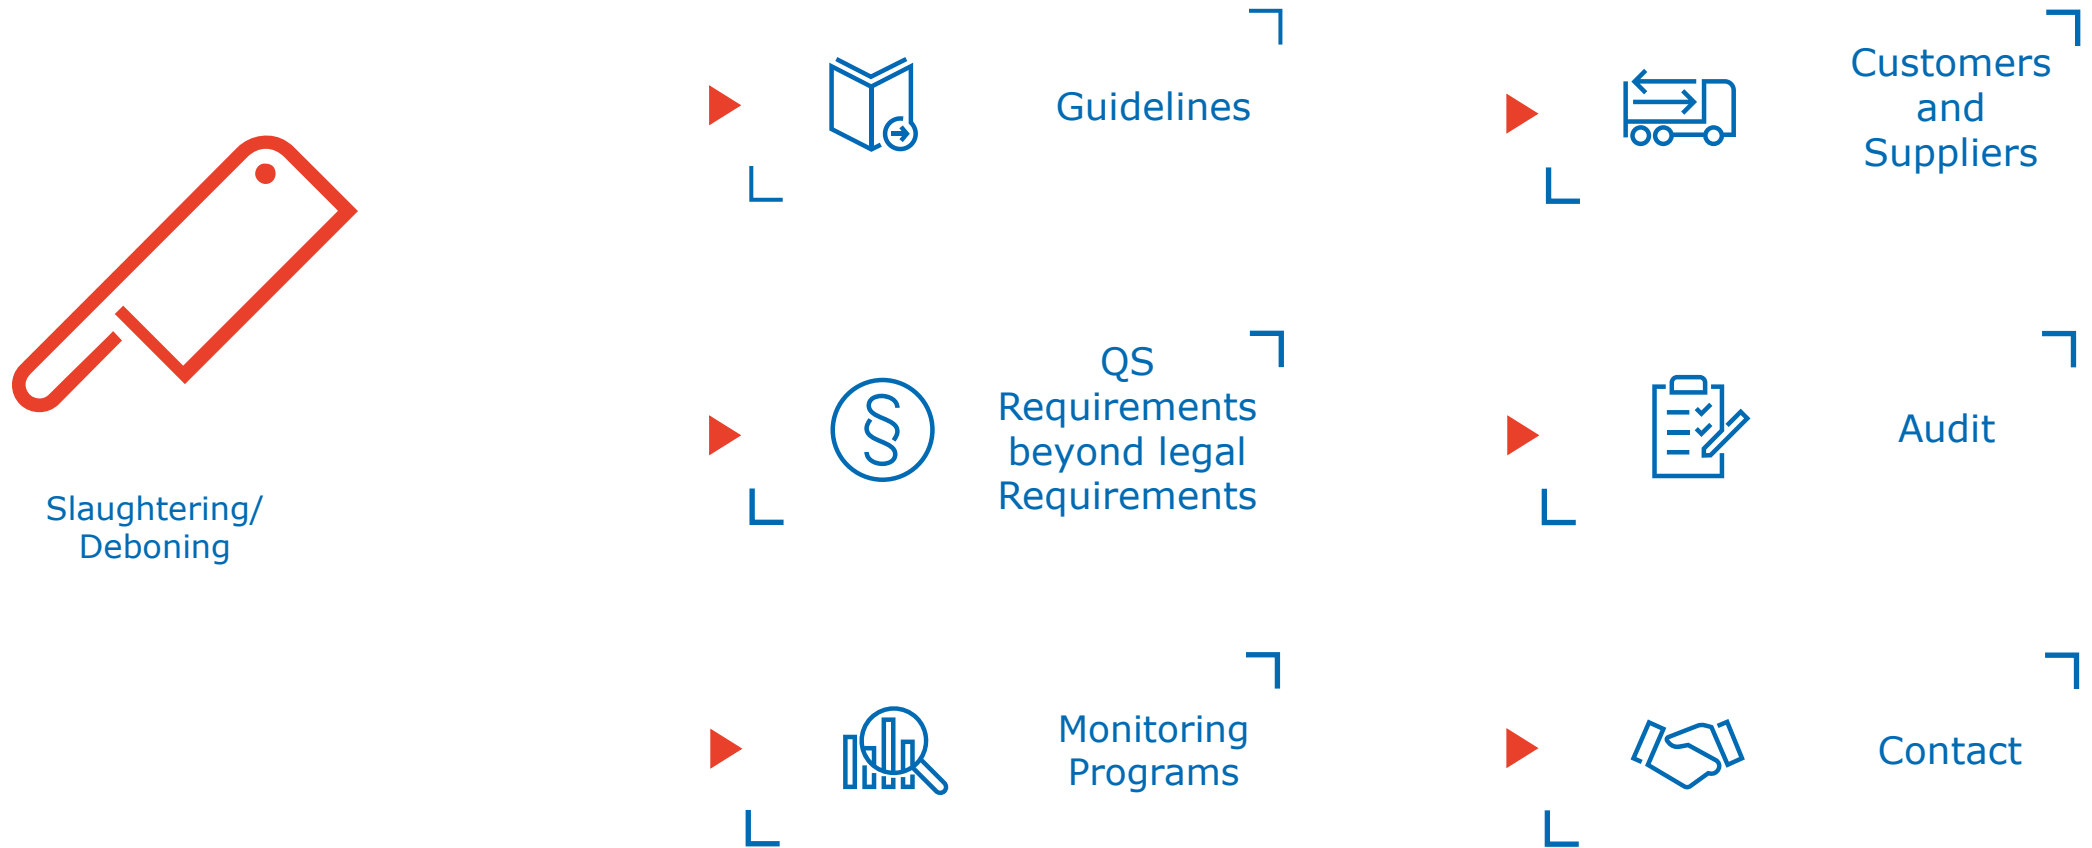 Slaughtering/
Deboning
Guidelines
QS
Requirements
beyond legal
Requirements
Monitoring
Programs
Customers
and
Suppliers
Audit
Contact